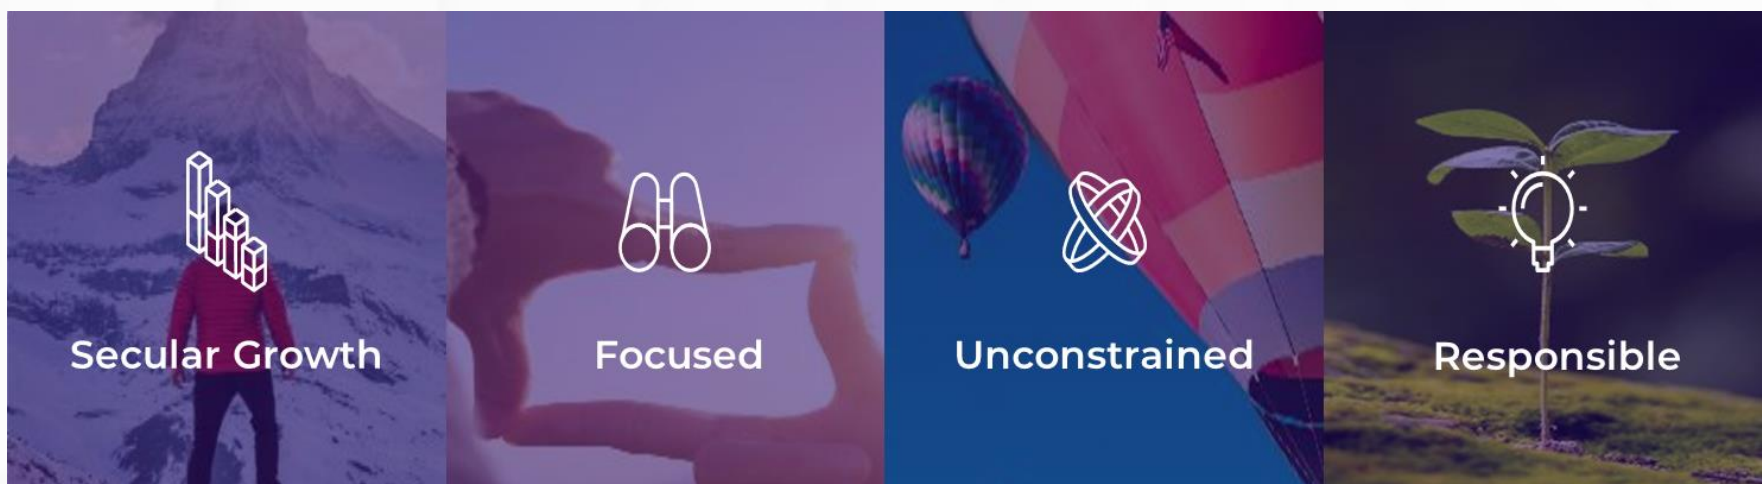 Secular Growth
Focused
Unconstrained
Responsible